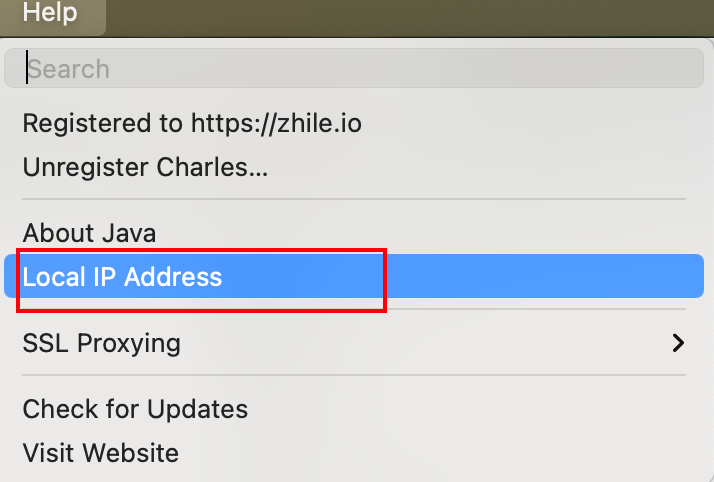 Help
Search
Registered to https://zhile.io
Unregister Charles...
About Java
Local IP Address
SSL Proxying
Check for Updates
Visit Website